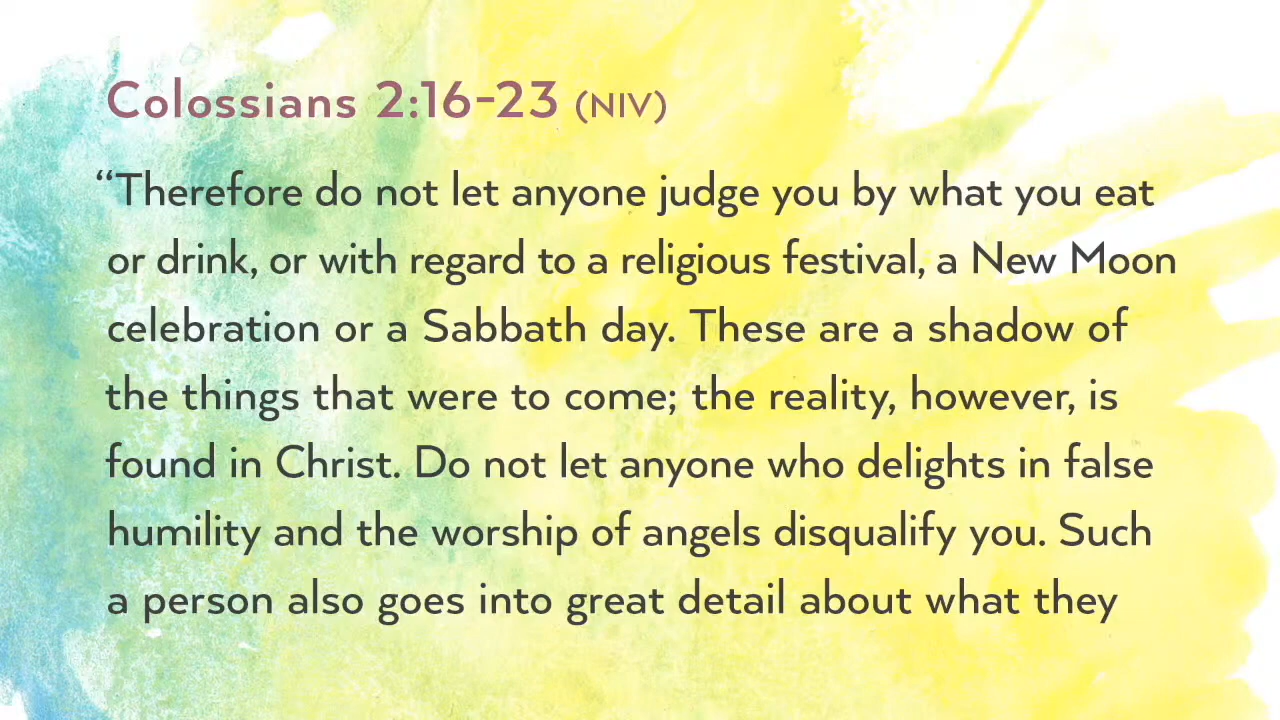 Colossians 2:16-23 (NIV)
“Therefore do not let anyone judge you by what you eat
or drink, or with regard to a religious festival, a New Moon
celebration or a Sabbath day. These are a shadow of
the things that were to come; the reality, however, is
found in Christ. Do not let anyone who delights in false
humility and the worship of angels disqualify you. Such
a person also goes into great detail about what they